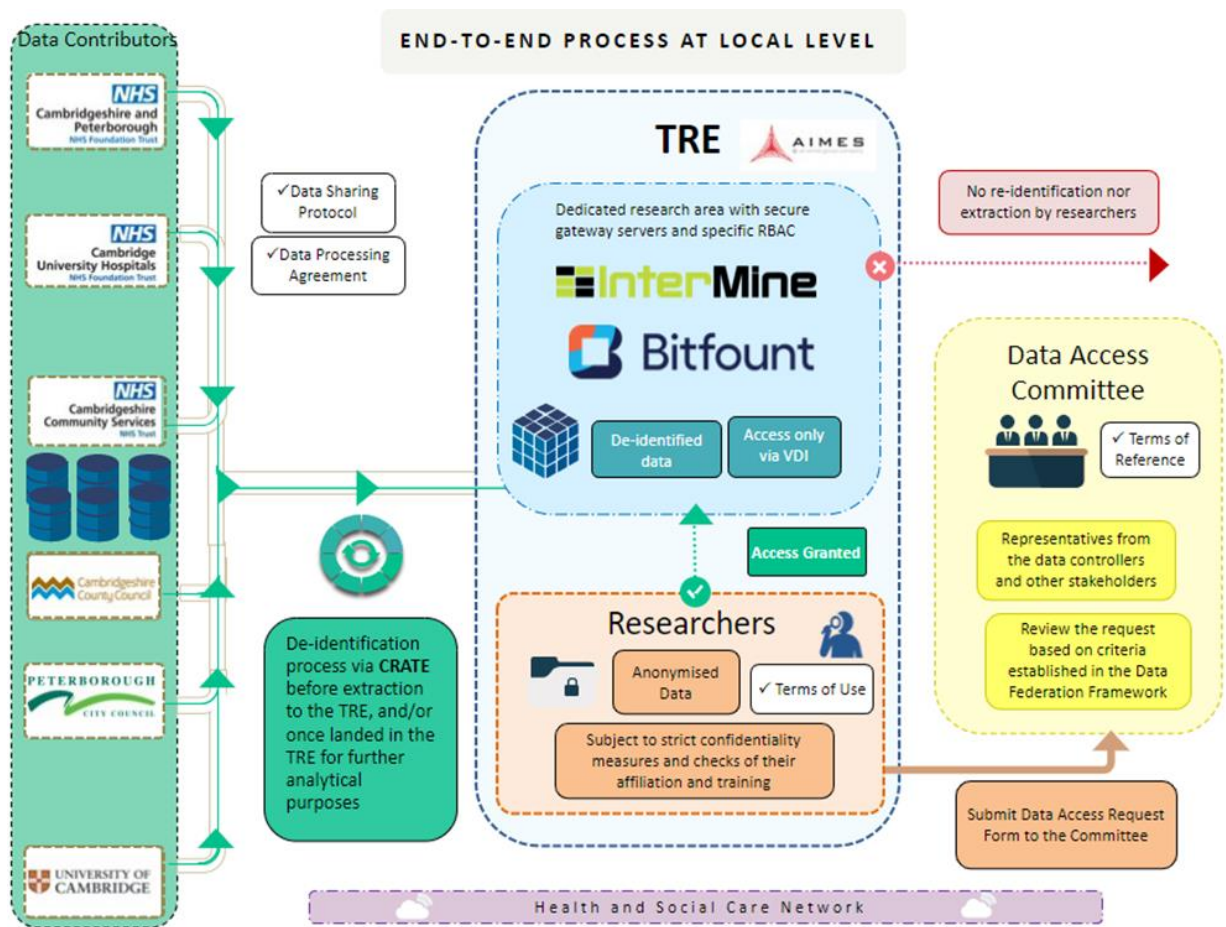 END-TO-END PROCESS AT LOCAL LEVEL
Data Contributors
NHS
Cambridgeshire and
Peterborough
NHS Foundation Trust
NHS
Cambridge
University Hospitals
NHS Foundation Trust
NHS
Cambridgeshire
Community Services
NHS Trust
Cambridgeshire
County Council
PETERBOROUGH
CITY COUNCIL
UNIVERSITY OF
CAMBRIDGE
✓Data Sharing
Protocol
✓Data Processing
Agreement
De-identification
process via CRATE
before extraction
to the TRE, and/or
once landed in the
TRE for further
analytical
purposes
TRE
AIMES
Dedicated research area with secure
gateway servers and specific RBAC
InterMine
Bitfount
De-identified
data
Access only
via VDI
Access Granted
Researchers
Anonymised
Data
✓ Terms of Use
Subject to strict confidentiality
measures and checks of their
affiliation and training
No re-identification nor
extraction by researchers
Data Access
Committee
✓ Terms of
Reference
Representatives from
the data controllers
and other stakeholders
Review the request
based on criteria
established in the Data
Federation Framework
Submit Data Access Request
Form to the Committee
Health and Social Care Network